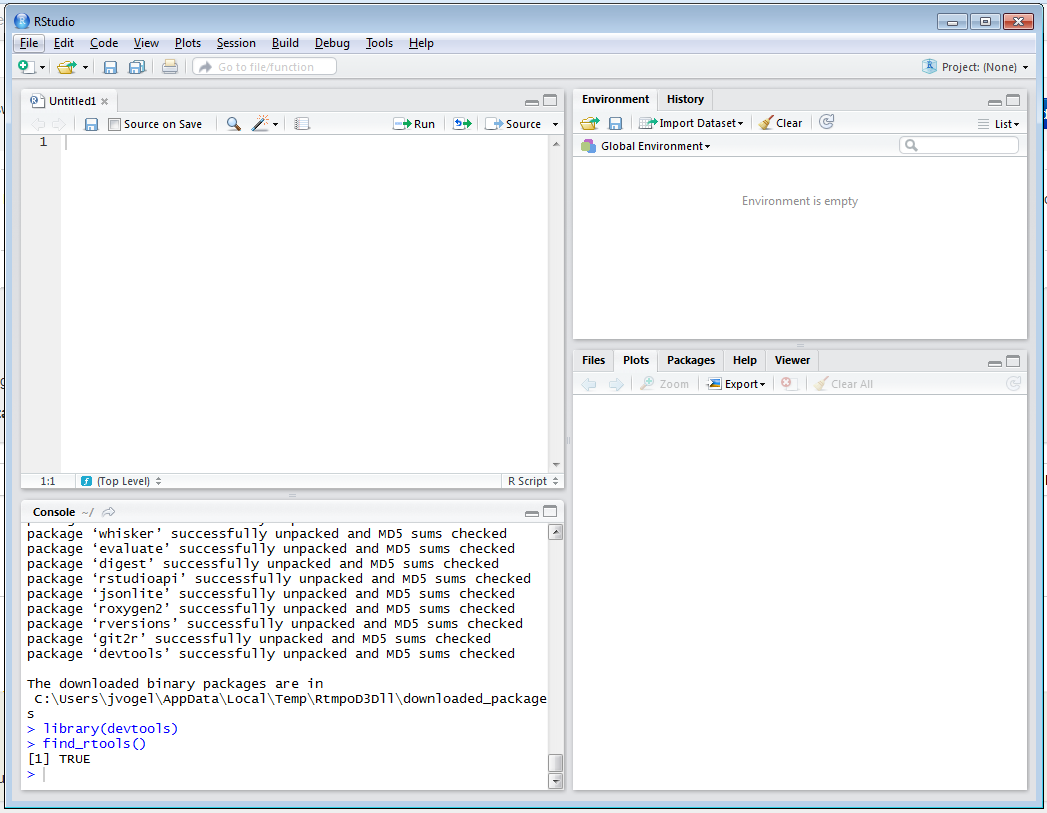 RStudio
File Edit Code View Plots Session Build Debug Tools Help
Go to file/function
Project: (None)
Untitled1
Source on Save
Run
Source
1
1:1
(Top Level)
R Script
Console ~/
package ‘whisker’ successfully unpacked and MD5 sums checked
package ‘evaluate’ successfully unpacked and MD5 sums checked
package ‘digest’ successfully unpacked and MD5 sums checked
package ‘rstudioapi’ successfully unpacked and MD5 sums checked
package ‘jsonlite’ successfully unpacked and MD5 sums checked
package ‘roxygen2’ successfully unpacked and MD5 sums checked
package ‘rversions’ successfully unpacked and MD5 sums checked
package ‘git2r’ successfully unpacked and MD5 sums checked
package ‘devtools’ successfully unpacked and MD5 sums checked
The downloaded binary packages are in
C:\Users\jvogel\AppData\Local\Temp\RtmpoD3Dll\downloaded_package
s
> library(devtools)
> find_rtools()
[1] TRUE
>
Environment History
Import Dataset Clear List
Global Environment
Environment is empty
Files Plots Packages Help Viewer
Zoom Export Clear All